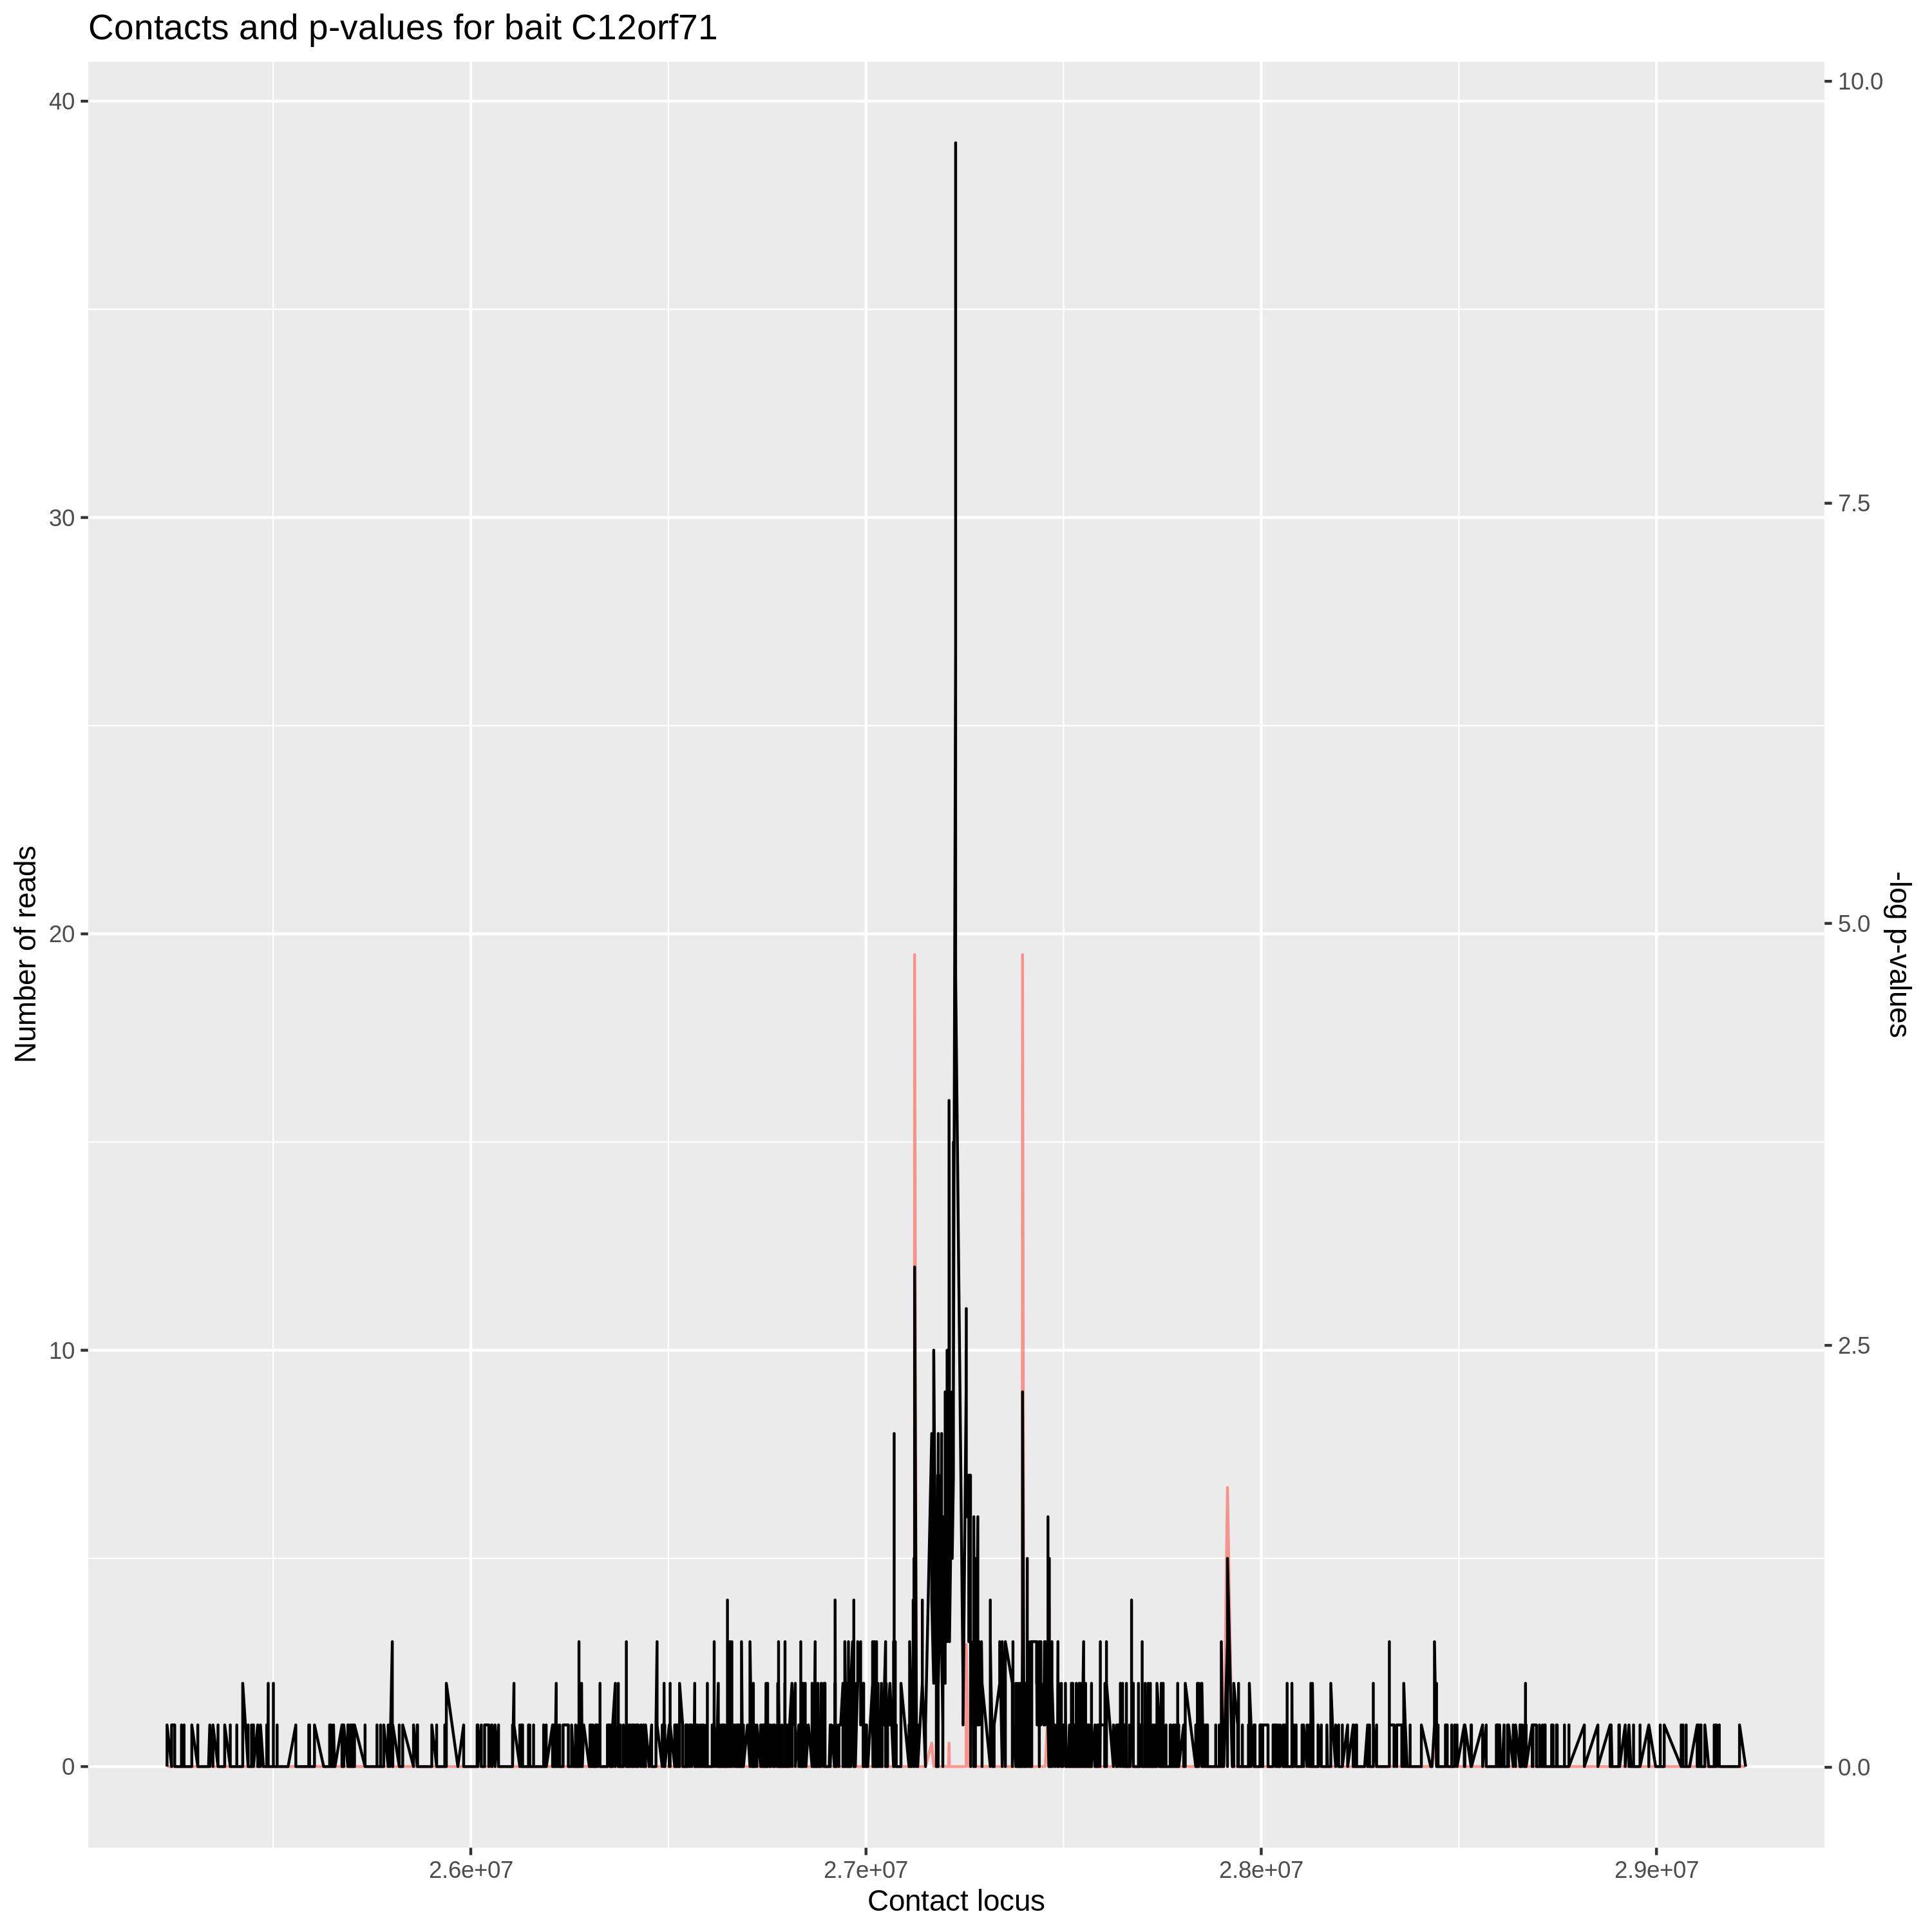 Contacts and p-values for bait C12orf71
40
30
20
10
0
10.0
7.5
5.0
2.5
0.0
Number of reads
-log p-values
2.6e+07
2.7e+07
2.8e+07
2.9e+07
Contact locus